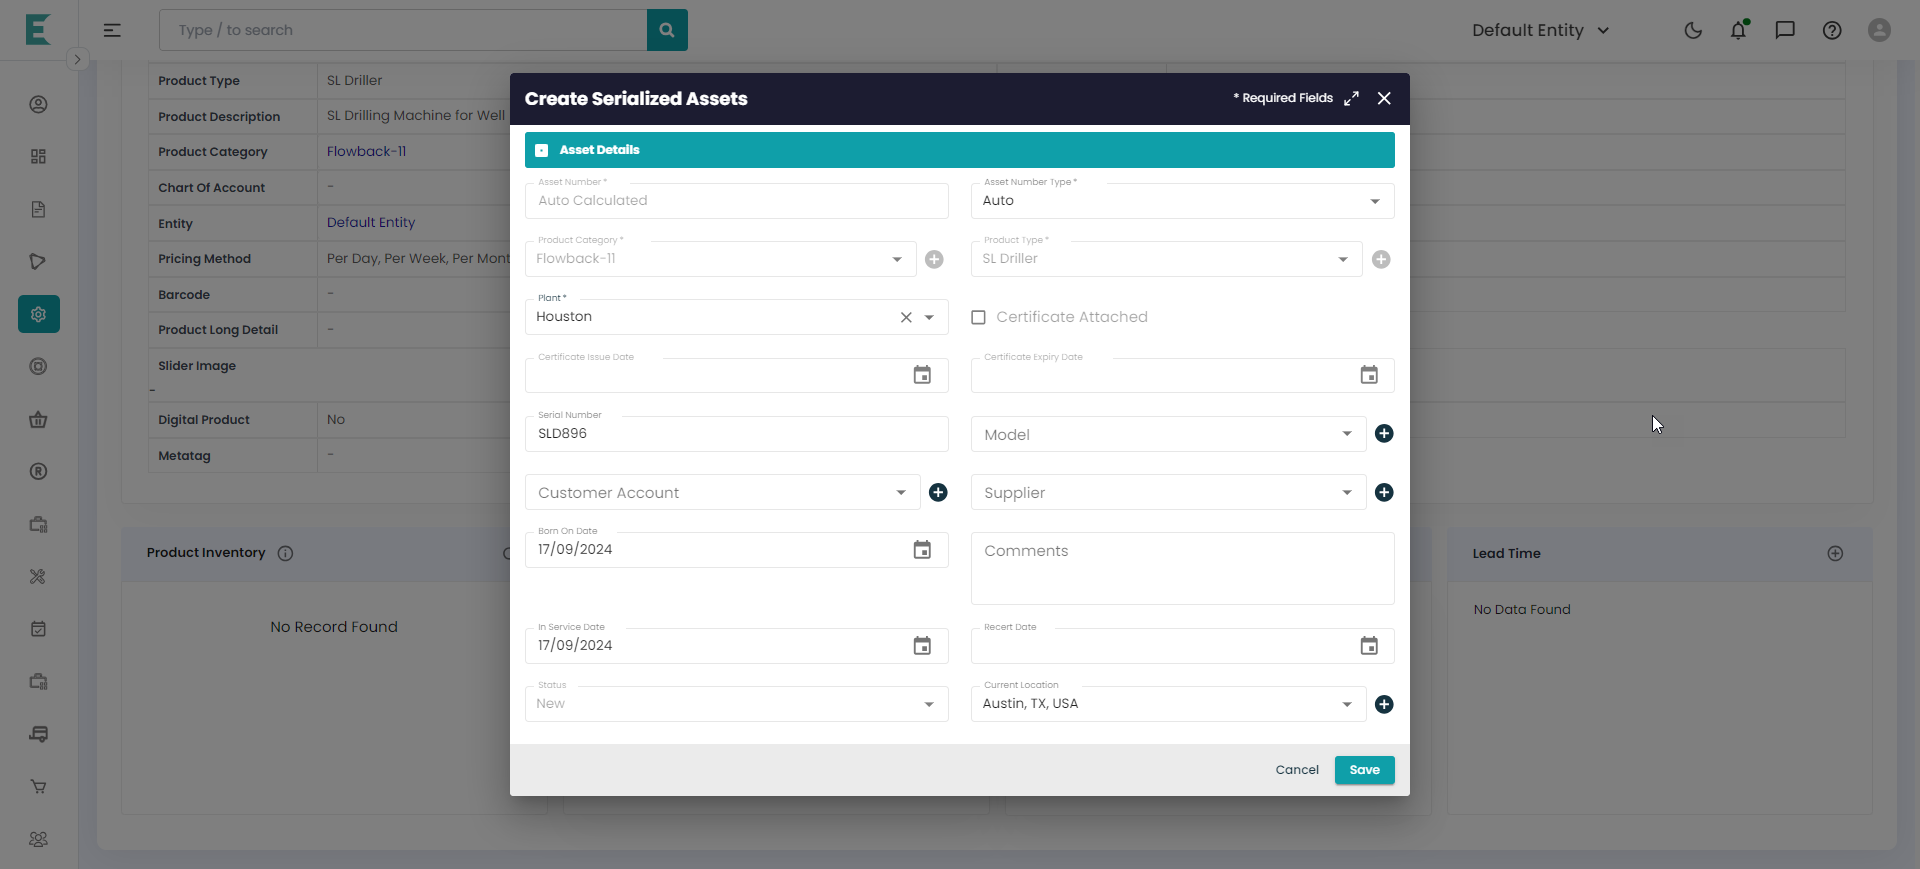 Type / to search
Default Entity
Product Type SL Driller
Product Description SL Drilling Machine for Well
Product Category Flowback-11
Chart Of Account -
Entity Default Entity
Pricing Method Per Day, Per Week, Per Mont
Barcode -
Product Long Detail -
Slider Image
-
Digital Product No
Metatag -
Product Inventory
No Record Found
Create Serialized Assets
* Required Fields
Asset Details
Asset Number *
Auto Calculated
Asset Number Type *
Auto
Product Category *
Flowback-11
Product Type *
SL Driller
Plant *
Houston
Certificate Attached
Certificate Issue Date
Certificate Expiry Date
Serial Number
SLD896
Model
Customer Account
Supplier
Born On Date
17/09/2024
Comments
In Service Date
17/09/2024
Recert Date
Status
New
Current Location
Austin, TX, USA
Cancel
Save
Lead Time
No Data Found